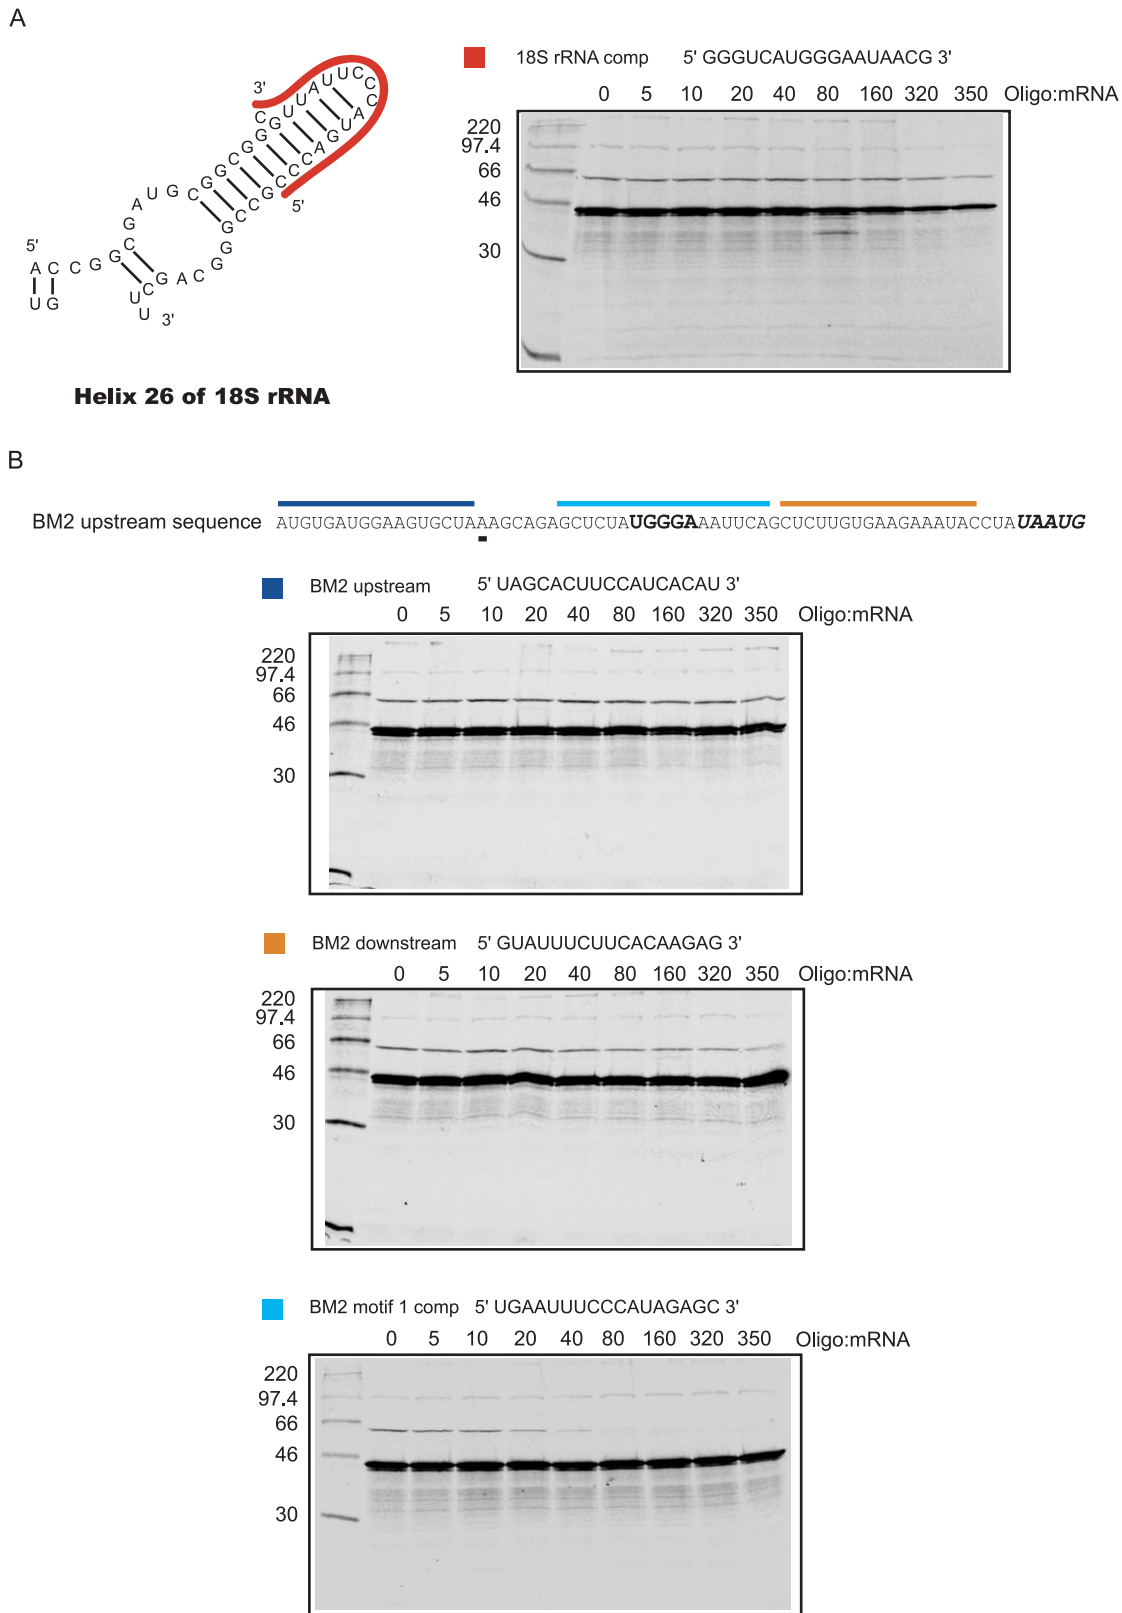 A
18S rRNA comp 5' GGGUCAUGGGAAUAACG 3'
0 5 10 20 40 80 160 320 350 Oligo:mRNA
220
97.4
66
46
30
3'
5'
5'
3'
Helix 26 of 18S rRNA
B
BM2 upstream sequence AUGUGAUGGAAGUGCUAAAGCAGAGCUCUAUGGGAAAUUCAGCUCUUGUGAAGAAAUACCUAUAAUG
BM2 upstream 5' UAGCACUUCCAUCACAU 3'
0 5 10 20 40 80 160 320 350 Oligo:mRNA
220
97.4
66
46
30
BM2 downstream 5' GUAUUUCUUCACAAGAG 3'
0 5 10 20 40 80 160 320 350 Oligo:mRNA
220
97.4
66
46
30
BM2 motif 1 comp 5' UGAAUUUCCCAUAGAGC 3'
0 5 10 20 40 80 160 320 350 Oligo:mRNA
220
97.4
66
46
30